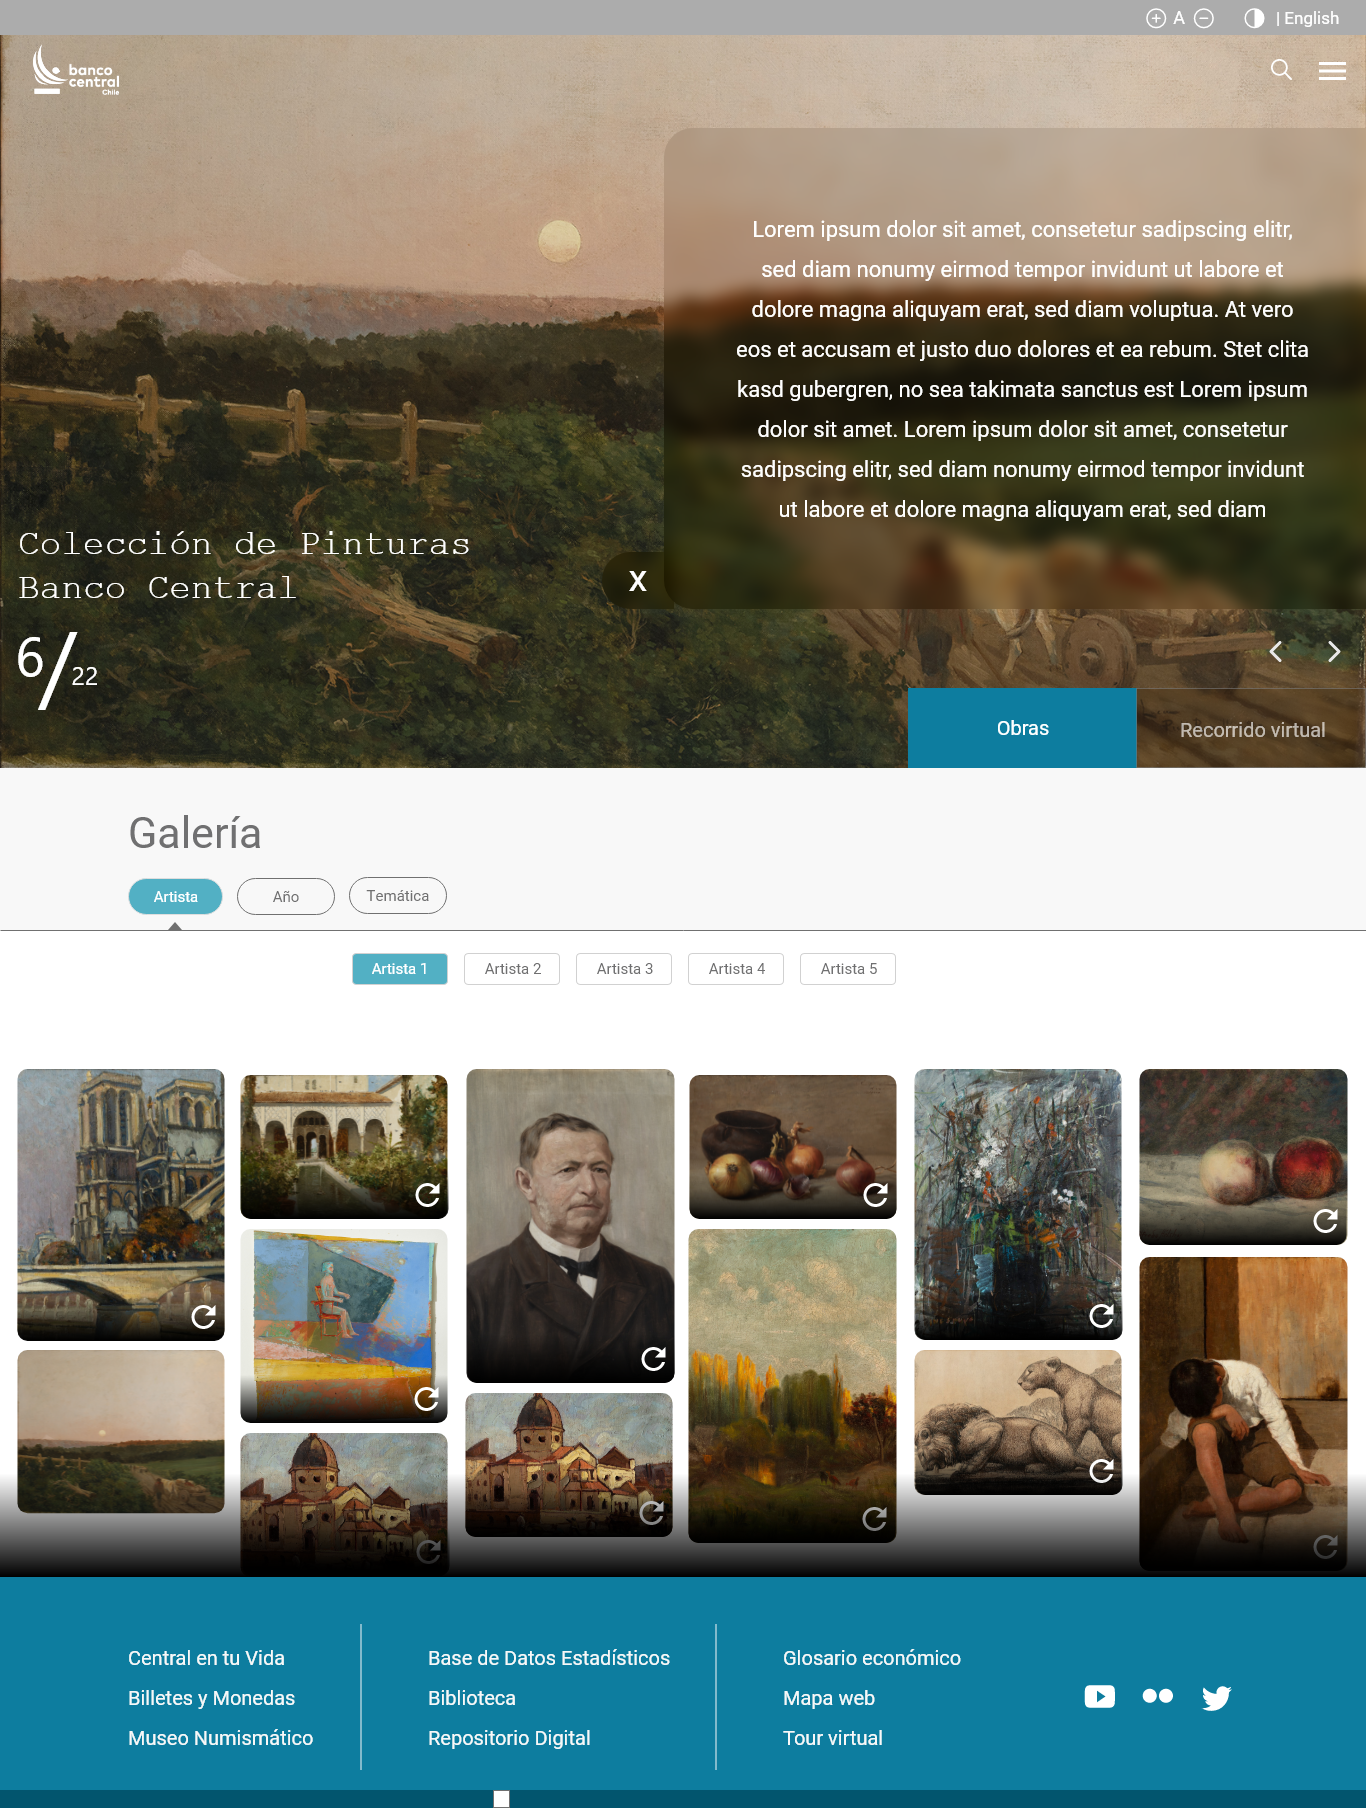 A
| English
banco
central
Chile
Lorem ipsum dolor sit amet, consetetur sadipscing elitr,
sed diam nonumy eirmod tempor invidunt ut labore et
dolore magna aliquyam erat, sed diam voluptua. At vero
eos et accusam et justo duo dolores et ea rebum. Stet clita
kasd gubergren, no sea takimata sanctus est Lorem ipsum
dolor sit amet. Lorem ipsum dolor sit amet, consetetur
sadipscing elitr, sed diam nonumy eirmod tempor invidunt
ut labore et dolore magna aliquyam erat, sed diam
X
Colección de Pinturas
Banco Central
6/22
Obras
Recorrido virtual
Galería
Artista
Año
Temática
Artista 1
Artista 2
Artista 3
Artista 4
Artista 5
Central en tu Vida
Billetes y Monedas
Museo Numismático
Base de Datos Estadísticos
Biblioteca
Repositorio Digital
Glosario económico
Mapa web
Tour virtual